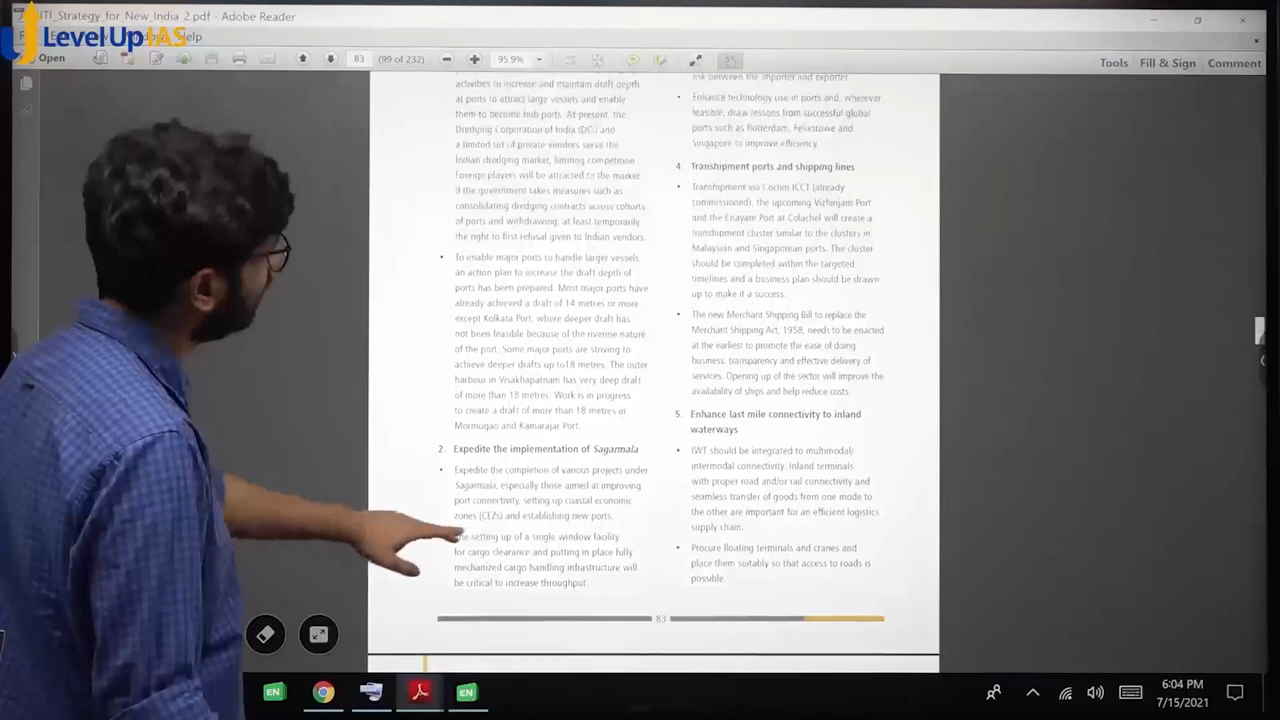 ITI_Strategy_for_New_India_2.pdf - Adobe Reader
LevelUpIAS
Help
Open
83
(99 of 232)
95.9%
Tools
Fill & Sign
Comment
activities to increase and maintain draft depth
at ports to attract large vessels and enable
them to become hub ports. At present, the
Dredging Corporation of India (DCI) and
a limited set of private vendors serve the
Indian dredging market, limiting competition
Foreign players will be attracted to the market
if the government takes measures such as
consolidating dredging contracts across cohorts
of ports and withdrawing, at least temporarily,
the right to first refusal given to Indian vendors.
• To enable major ports to handle larger vessels,
an action plan to increase the draft depth of
ports has been prepared. Most major ports have
already achieved a draft of 14 metres or more
except Kolkata Port, where deeper draft has
not been feasible because of the riverine nature
of the port. Some major ports are striving to
achieve deeper drafts up to18 metres. The outer
harbour in Visakhapatnam has very deep draft
of more than 18 metres. Work is in progress
to create a draft of more than 18 metres in
Mormugao and Kamarajar Port.
2. Expedite the implementation of Sagarmala
• Expedite the completion of various projects under
Sagarmala, especially those aimed at improving
port connectivity, setting up coastal economic
zones (CEZs) and establishing new ports.
setting up of a single window facility
for cargo clearance and putting in place fully
mechanized cargo handling infrastructure will
be critical to increase throughput.
risk between the importer and exporter
• Enhance technology use in ports and, wherever
feasible, draw lessons from successful global
ports such as Rotterdam, Felixstowe and
Singapore to improve efficiency.
4. Transhipment ports and shipping lines
• Transhipment via Cochin ICCT (already
commissioned), the upcoming Vizhinjam Port
and the Enayam Port at Colachel will create a
transhipment cluster similar to the clusters in
Malaysian and Singaporean ports. The cluster
should be completed within the targeted
timelines and a business plan should be drawn
up to make it a success.
• The new Merchant Shipping Bill to replace the
Merchant Shipping Act, 1958, needs to be enacted
at the earliest to promote the ease of doing
business, transparency and effective delivery of
services. Opening up of the sector will improve the
availability of ships and help reduce costs.
5. Enhance last mile connectivity to inland
waterways
• IWT should be integrated to multimodal/
intermodal connectivity. Inland terminals
with proper road and/or rail connectivity and
seamless transfer of goods from one mode to
the other are important for an efficient logistics
supply chain.
• Procure floating terminals and cranes and
place them suitably so that access to roads is
possible.
83
EN
EN
6:04 PM
7/15/2021